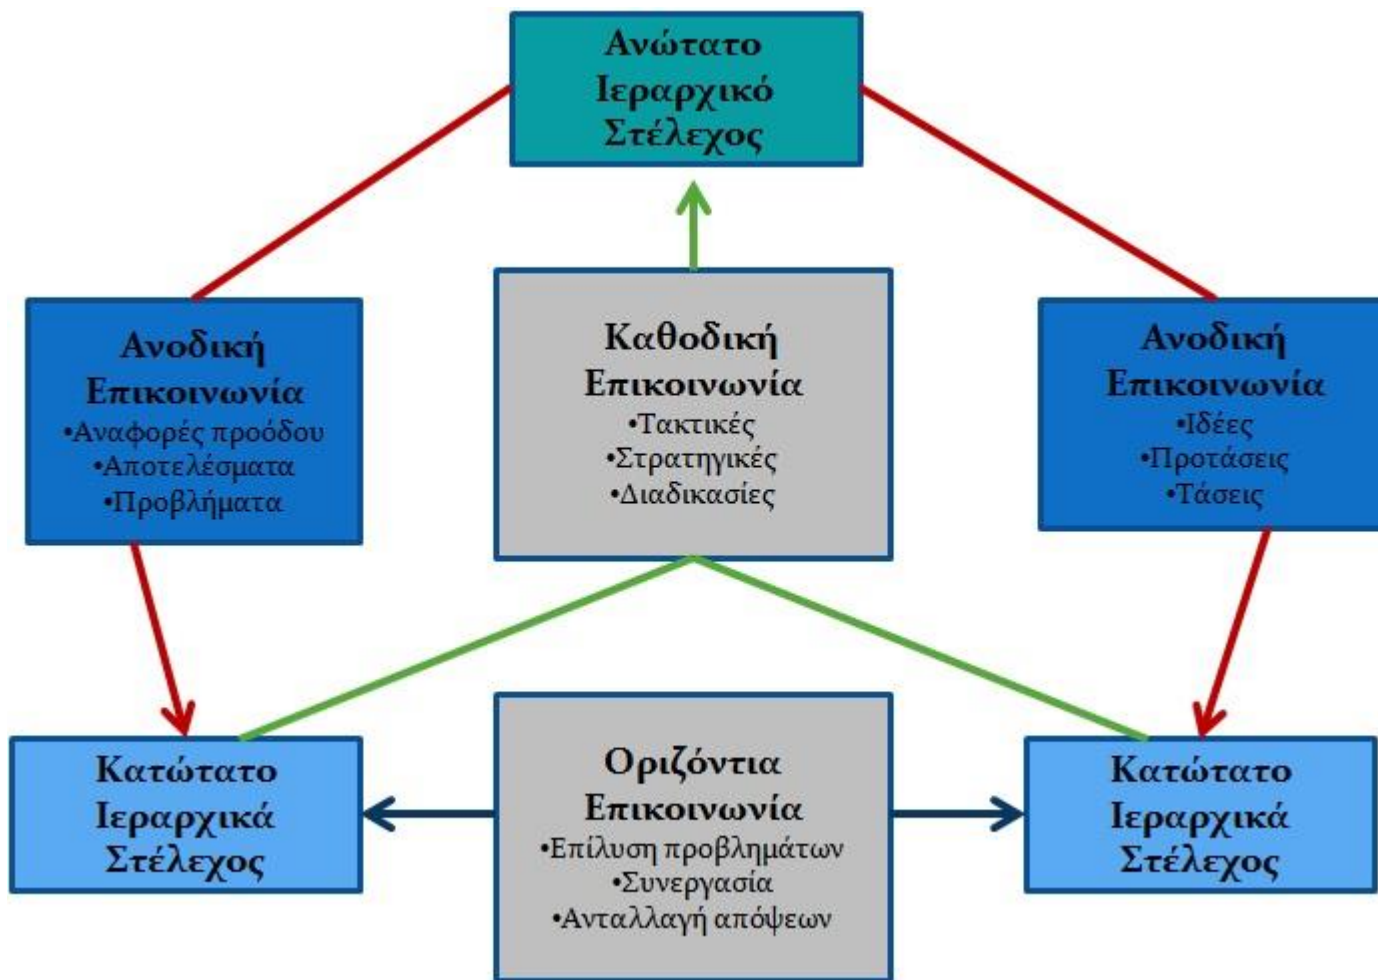 Ανώτατο
Ιεραρχικό
Στέλεχος
Ανοδική
Επικοινωνία
•Αναφορές προόδου
•Αποτελέσματα
•Προβλήματα
Καθοδική
Επικοινωνία
•Τακτικές
•Στρατηγικές
•Διαδικασίες
Ανοδική
Επικοινωνία
•Ιδέες
•Προτάσεις
•Τάσεις
Κατώτατο
Ιεραρχικά
Στέλεχος
Οριζόντια
Επικοινωνία
•Επίλυση προβλημάτων
•Συνεργασία
•Ανταλλαγή απόψεων
Κατώτατο
Ιεραρχικά
Στέλεχος